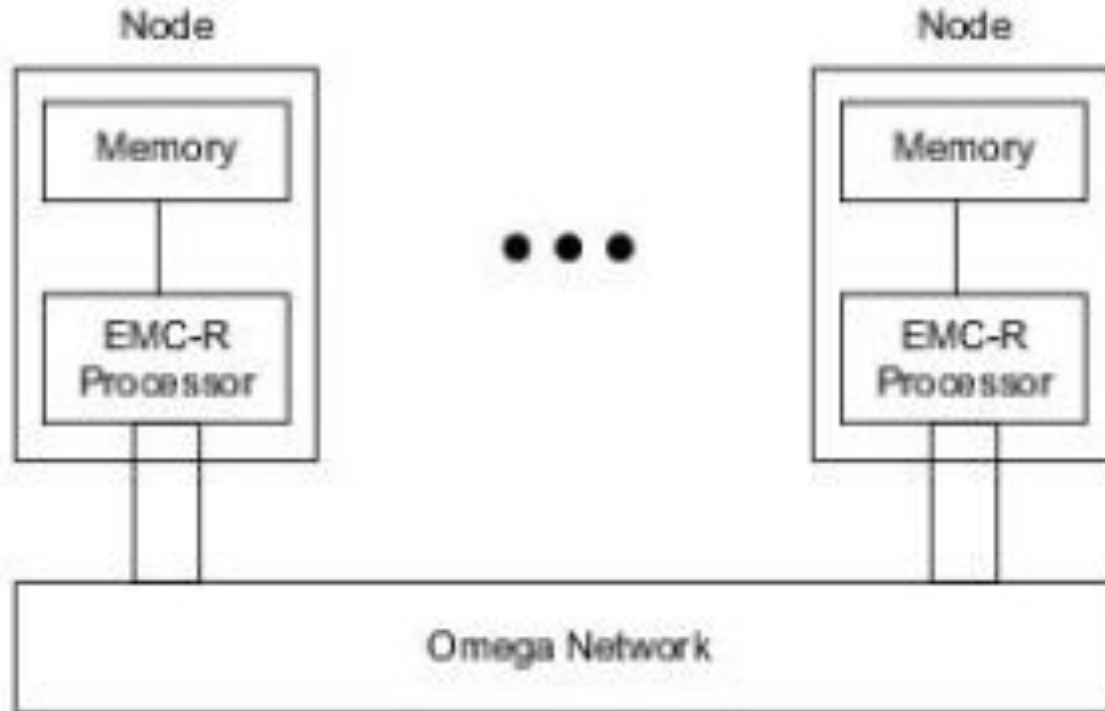 Node
Node
Memory
Memory
EMC-R
Processor
EMC-R
Processor
Omega Network